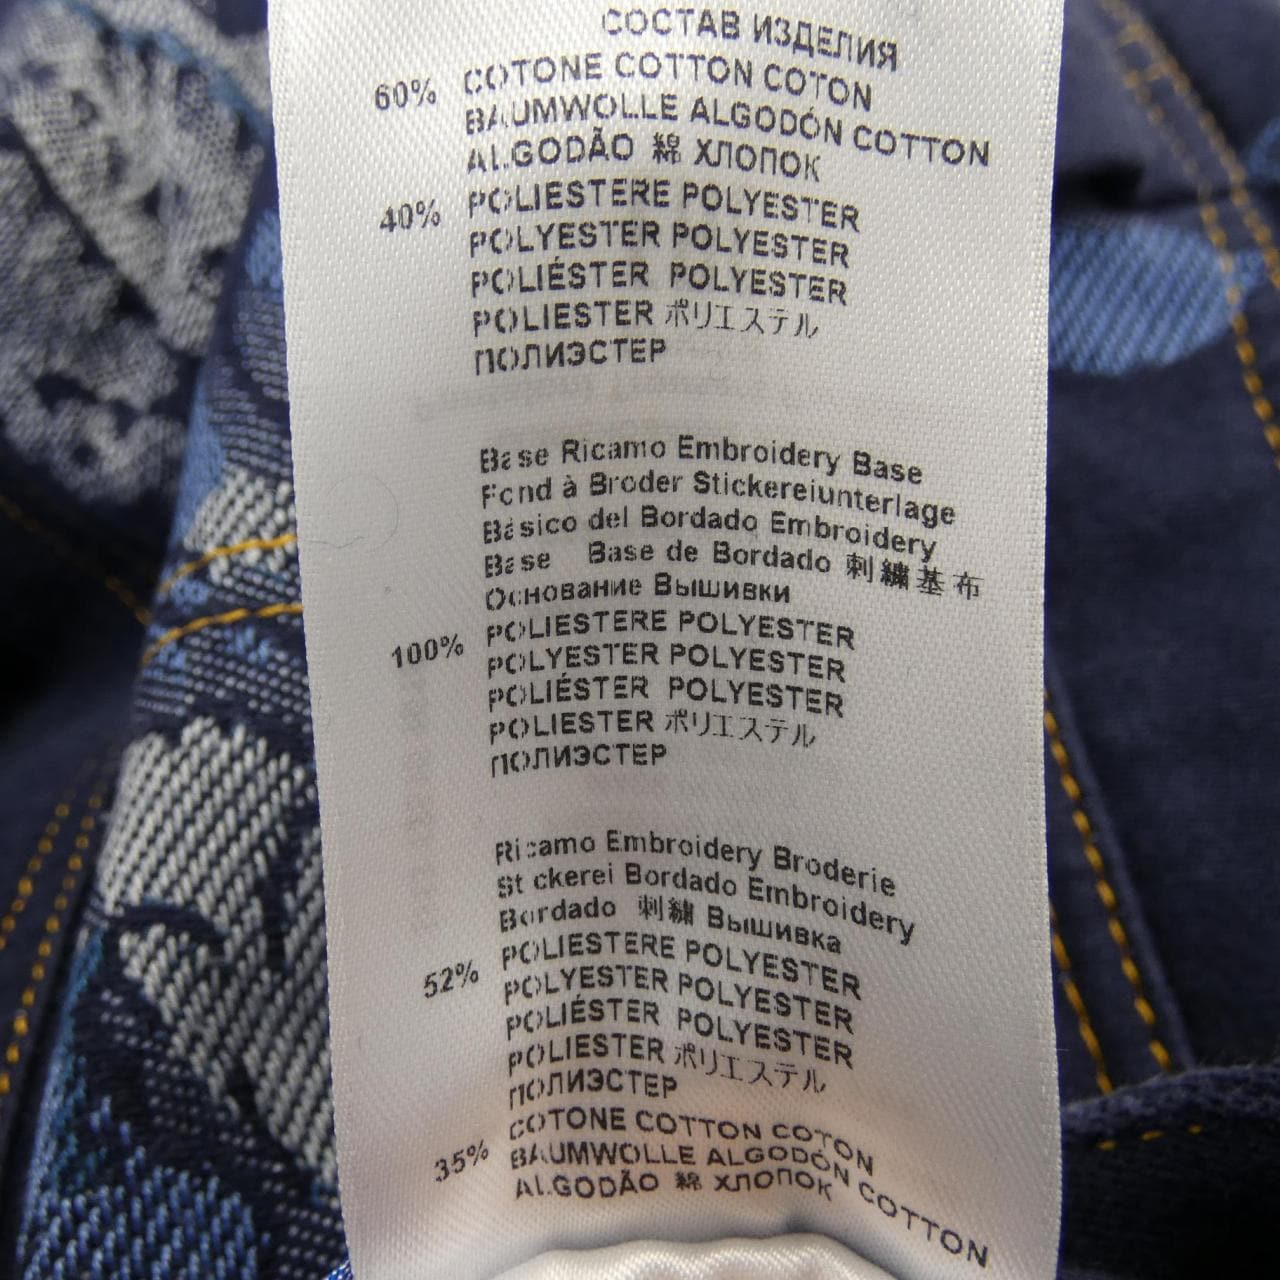 СОСТАВ ИЗДЕЛИЯ
60% COTONE COTTON COTON
BAUMWOLLE ALGODÓN COTTON
ALGODÃO 綿 ХЛОПОК
40% POLIESTERE POLYESTER
POLYESTER POLYESTER
POLIÉSTER POLYESTER
POLIESTER ポリエステル
ПОЛИЭСТЕР
Base Ricamo Embroidery Base
Fond à Broder Stickereiunterlage
Básico del Bordado Embroidery
Base Base de Bordado 刺繍基布
Основание Вышивки
100% POLIESTERE POLYESTER
POLYESTER POLYESTER
POLIÉSTER POLYESTER
POLIESTER ポリエステル
ПОЛИЭСТЕР
Ricamo Embroidery Broderie
Stickerei Bordado Embroidery
Bordado 刺繍 Вышивка
52% POLIESTERE POLYESTER
POLYESTER POLYESTER
POLIÉSTER POLYESTER
POLIESTER ポリエステル
ПОЛИЭСТЕР
35% COTONE COTTON COTON
BAUMWOLLE ALGODÓN COTTON
ALGODÃO 綿 ХЛОПОК